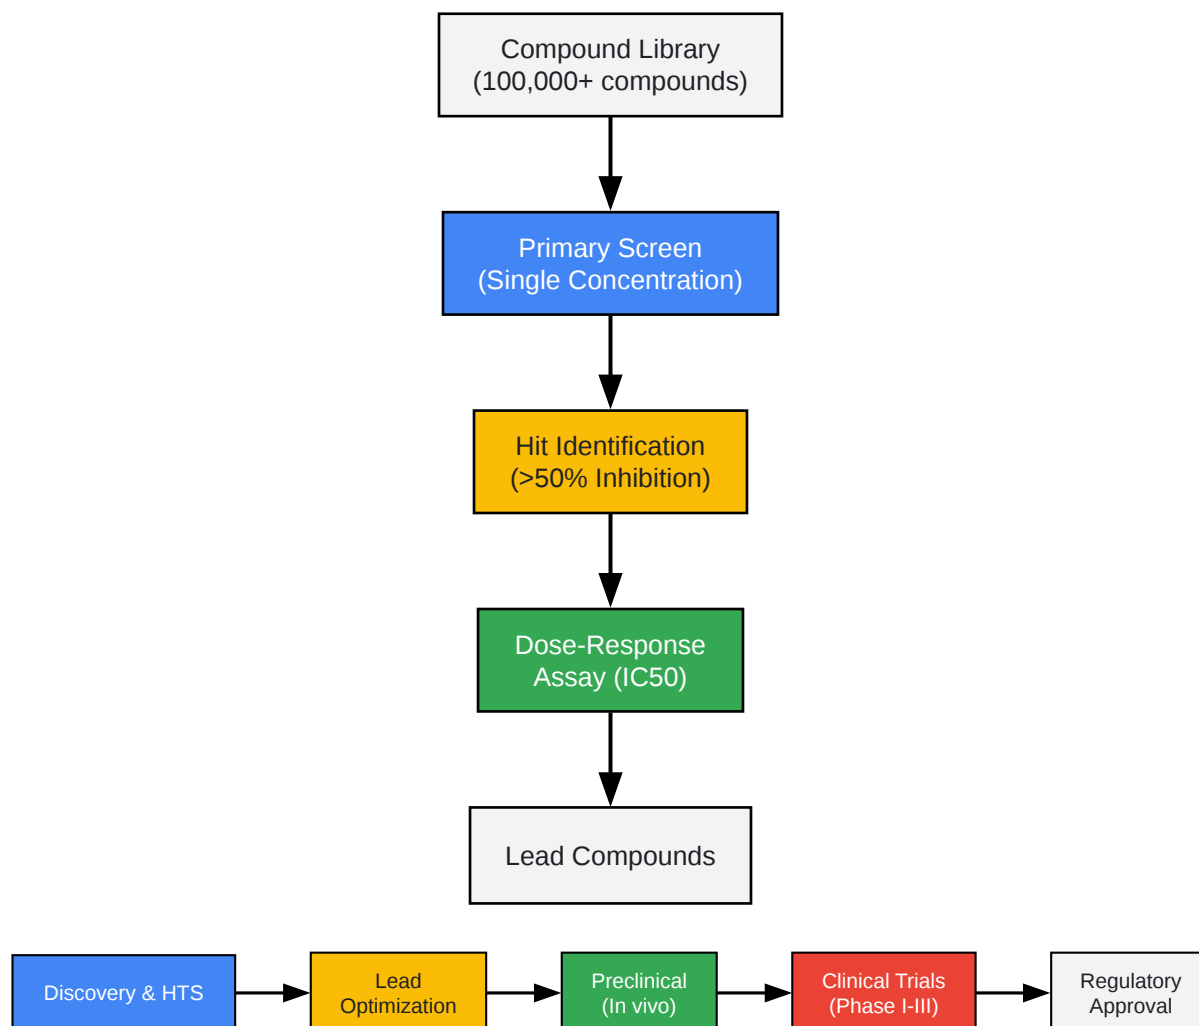 Compound Library
(100,000+ compounds)
Primary Screen
(Single Concentration)
Hit Identification
(>50% Inhibition)
Dose-Response
Assay (IC50)
Lead Compounds
Discovery & HTS
Lead
Optimization
Preclinical
(In vivo)
Clinical Trials
(Phase I-III)
Regulatory
Approval